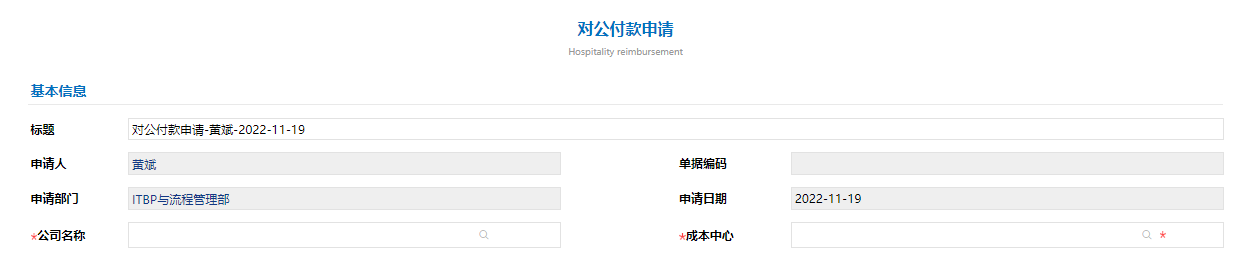 对公付款申请
Hospitality reimbursement
基本信息
标题 对公付款申请-黄斌-2022-11-19
申请人 黄斌 单据编码
申请部门 ITBP与流程管理部 申请日期 2022-11-19
*公司名称 *成本中心 *